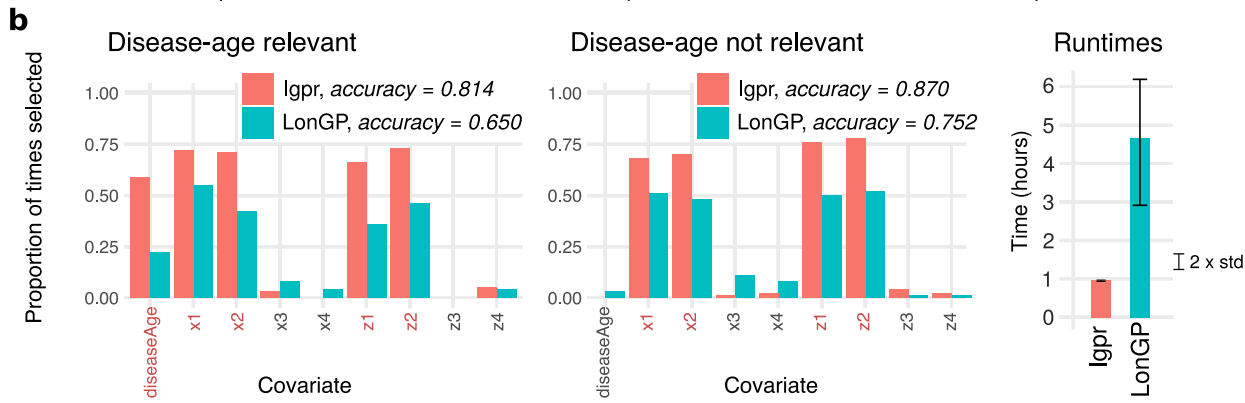 b
Disease-age relevant
Disease-age not relevant
Runtimes
Proportion of times selected
1.00
0.75
0.50
0.25
0.00
lgpr, accuracy = 0.814
LonGP, accuracy = 0.650
diseaseAge
x1
x2
x3
x4
z1
z2
z3
z4
Covariate
1.00
0.75
0.50
0.25
0.00
lgpr, accuracy = 0.870
LonGP, accuracy = 0.752
diseaseAge
x1
x2
x3
x4
z1
z2
z3
z4
Covariate
Time (hours)
6
5
4
3
2
1
0
2 x std
lgpr
LonGP